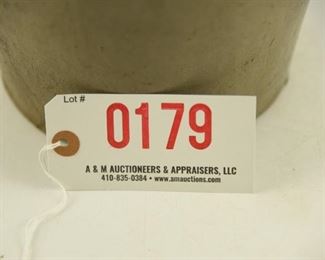 Lot #
0179
A & M AUCTIONEERS & APPRAISERS, LLC
410-835-0384 • www.amauctions.com